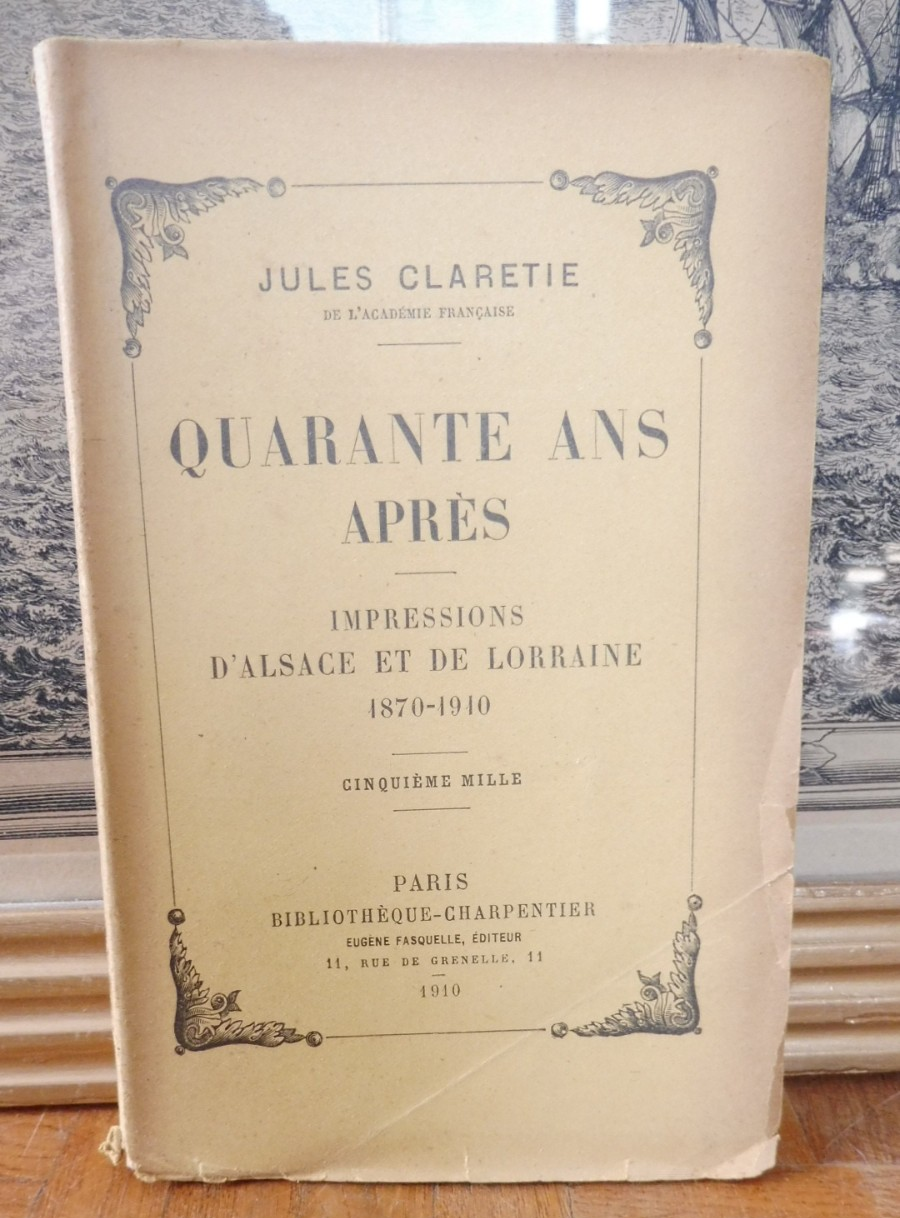 JULES CLARETIE
DE L'ACADÉMIE FRANÇAISE
QUARANTE ANS
APRÈS
IMPRESSIONS
D'ALSACE ET DE LORRAINE
1870-1910
CINQUIÈME MILLE
PARIS
BIBLIOTHÈQUE-CHARPENTIER
EUGÈNE FASQUELLE, ÉDITEUR
11, RUE DE GRENELLE, 11
1910